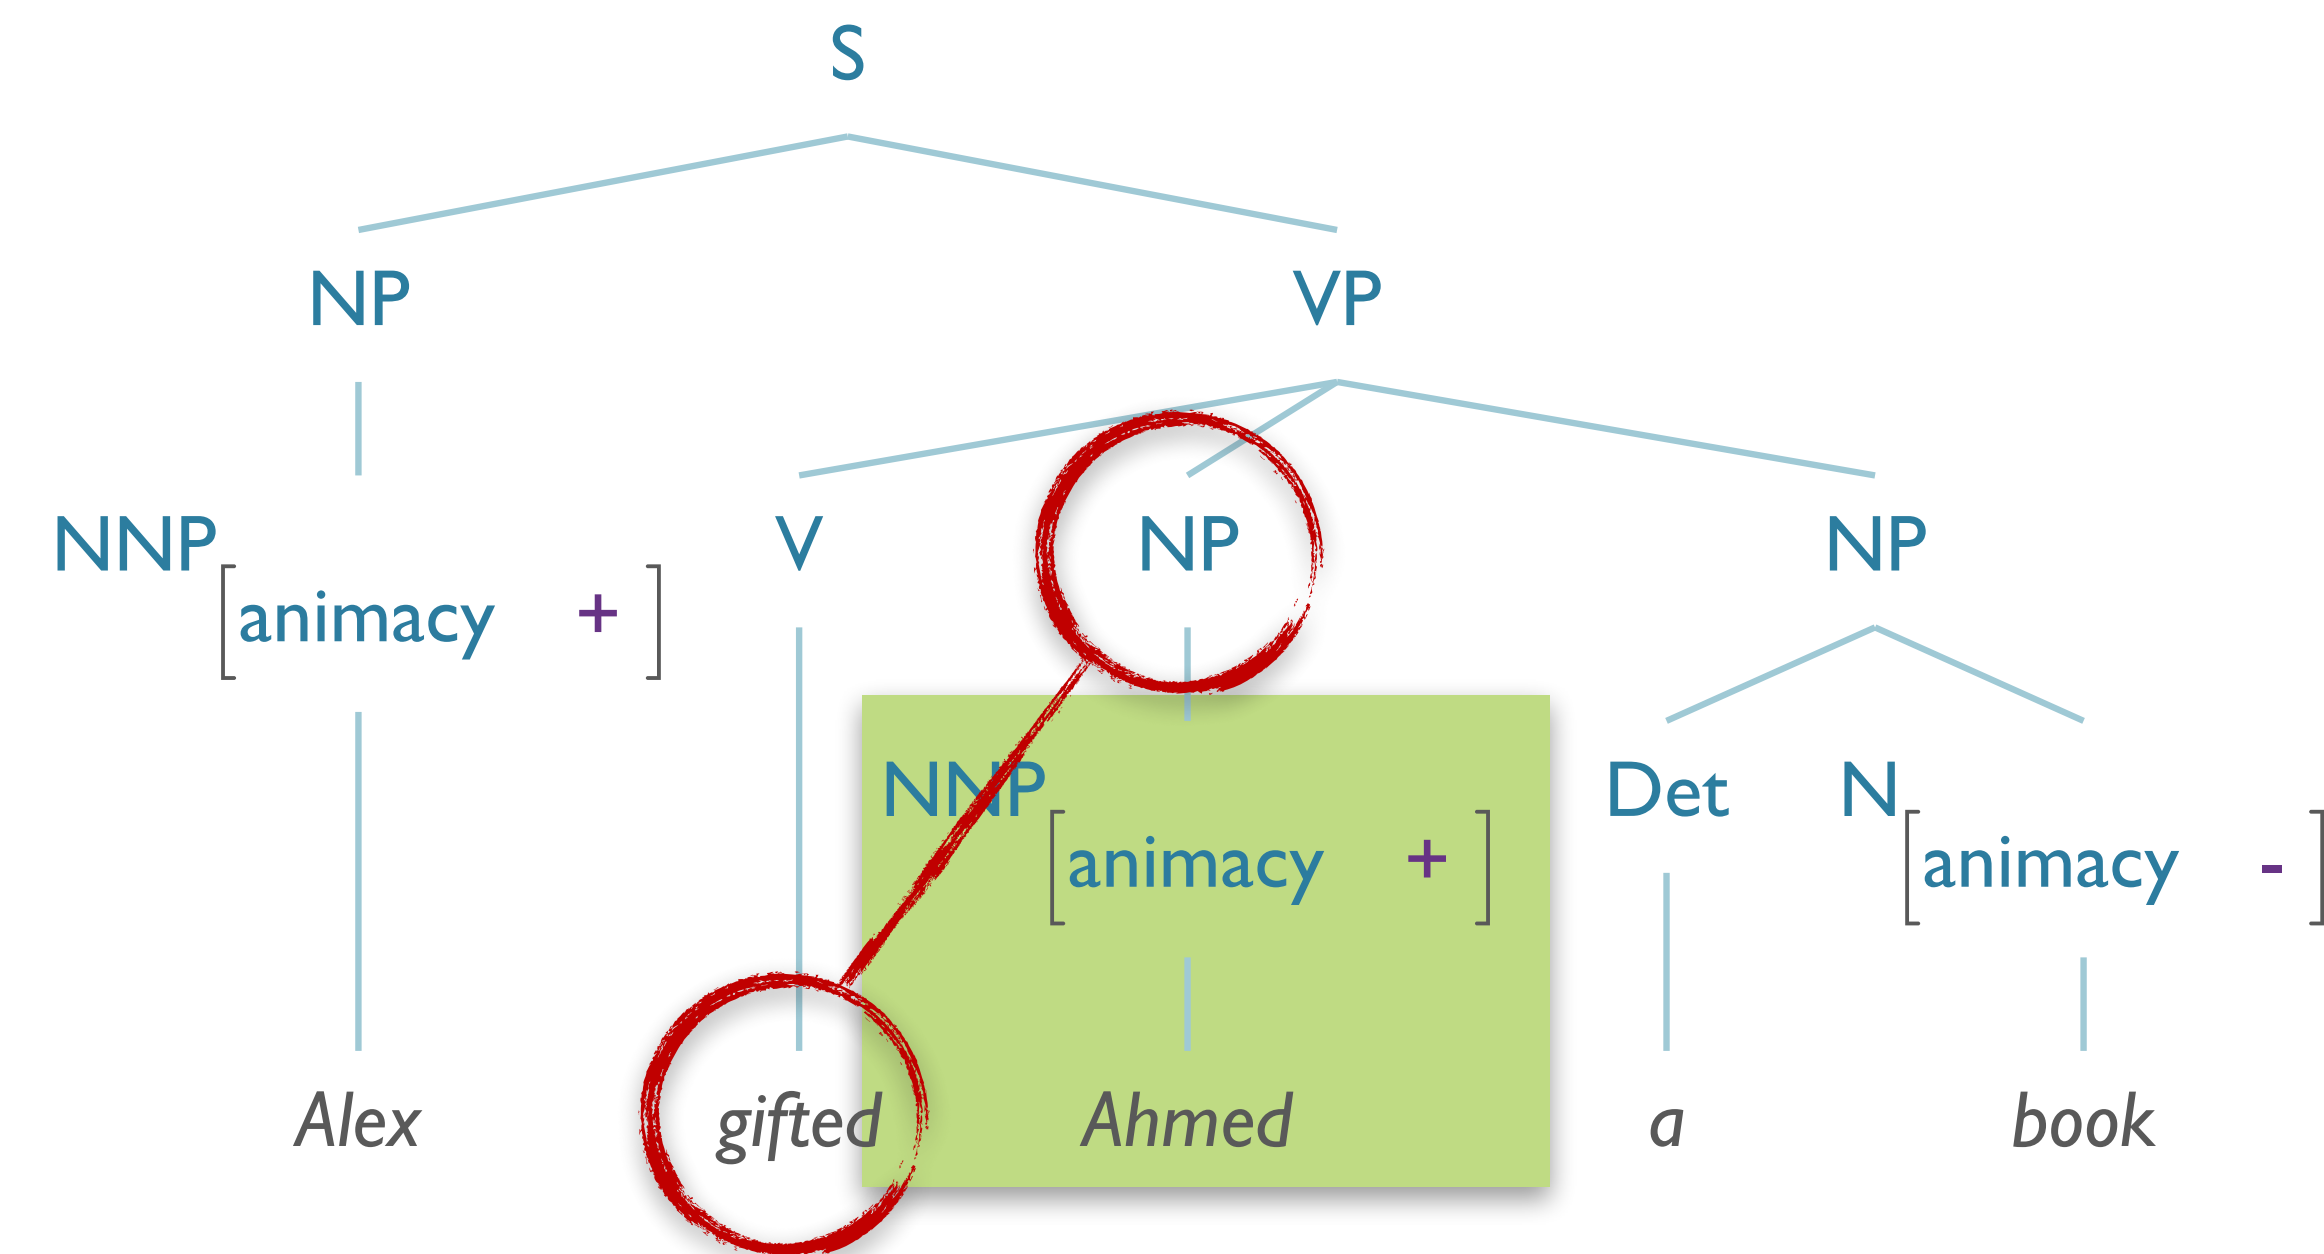 S
NP VP
NNP [animacy +] V NP NP
NNP [animacy +] Det N [animacy -]
Alex gifted Ahmed a book